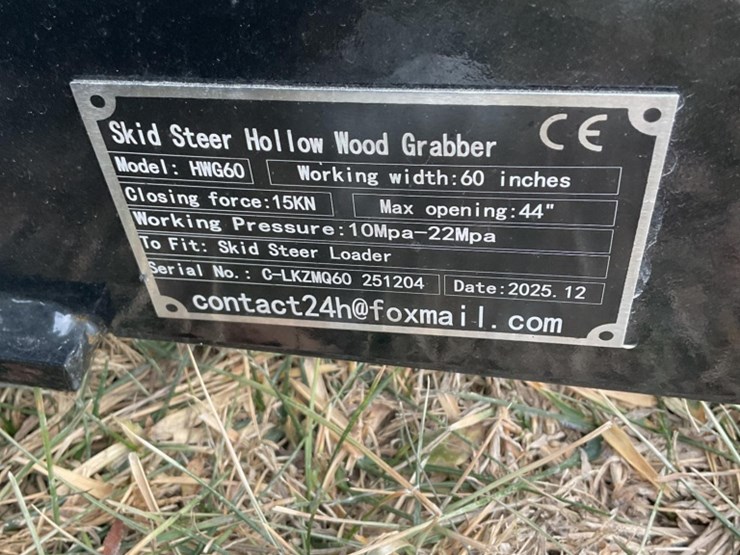 Skid Steer Hollow Wood Grabber CE
Model: HWG60 Working width:60 inches
Closing force:15KN Max opening:44"
Working Pressure:10Mpa-22Mpa
To Fit: Skid Steer Loader
Serial No.: C-LKZMQ60 251204 Date:2025.12
contact24h@foxmail.com